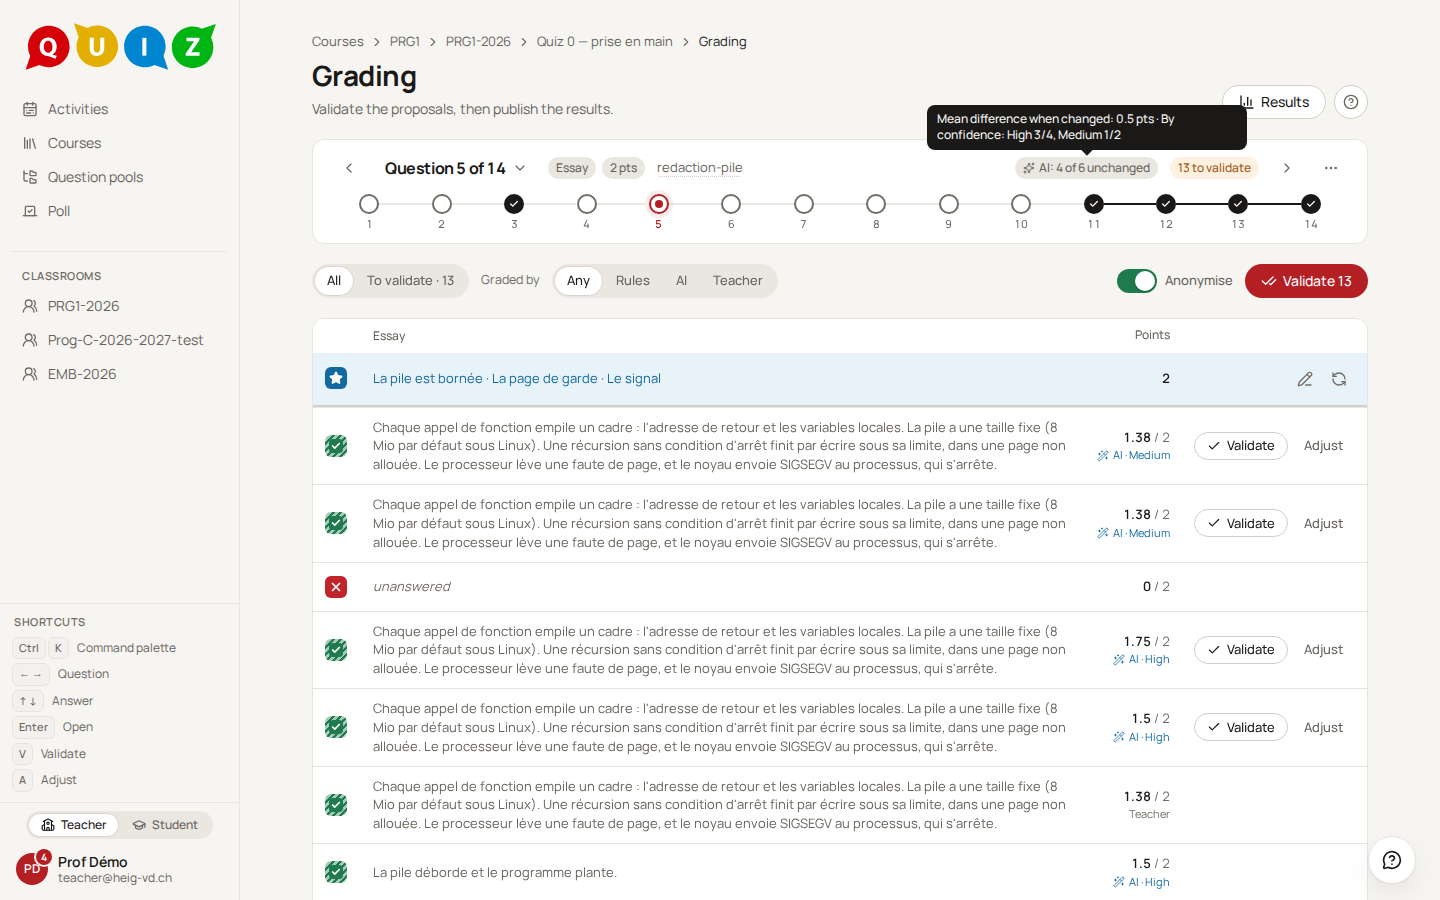 QUIZ
Activities
Courses
Question pools
Poll
CLASSROOMS
PRG1-2026
Prog-C-2026-2027-test
EMB-2026
SHORTCUTS
Ctrl K Command palette
← → Question
↑ ↓ Answer
Enter Open
V Validate
A Adjust
Teacher Student
PD 4 Prof Démo
teacher@heig-vd.ch
Courses > PRG1 > PRG1-2026 > Quiz 0 — prise en main > Grading
Grading
Validate the proposals, then publish the results.
Results
Mean difference when changed: 0.5 pts · By
confidence: High 3/4, Medium 1/2
Question 5 of 14 Essay 2 pts redaction-pile AI: 4 of 6 unchanged 13 to validate
1 2 3 4 5 6 7 8 9 10 11 12 13 14
All To validate · 13 Graded by Any Rules AI Teacher Anonymise Validate 13
Essay Points
La pile est bornée · La page de garde · Le signal 2
Chaque appel de fonction empile un cadre : l'adresse de retour et les variables locales. La pile a une taille fixe (8
Mio par défaut sous Linux). Une récursion sans condition d'arrêt finit par écrire sous sa limite, dans une page non
allouée. Le processeur lève une faute de page, et le noyau envoie SIGSEGV au processus, qui s'arrête.
1.38 / 2
AI · Medium
Validate Adjust
Chaque appel de fonction empile un cadre : l'adresse de retour et les variables locales. La pile a une taille fixe (8
Mio par défaut sous Linux). Une récursion sans condition d'arrêt finit par écrire sous sa limite, dans une page non
allouée. Le processeur lève une faute de page, et le noyau envoie SIGSEGV au processus, qui s'arrête.
1.38 / 2
AI · Medium
Validate Adjust
unanswered 0 / 2
Chaque appel de fonction empile un cadre : l'adresse de retour et les variables locales. La pile a une taille fixe (8
Mio par défaut sous Linux). Une récursion sans condition d'arrêt finit par écrire sous sa limite, dans une page non
allouée. Le processeur lève une faute de page, et le noyau envoie SIGSEGV au processus, qui s'arrête.
1.75 / 2
AI · High
Validate Adjust
Chaque appel de fonction empile un cadre : l'adresse de retour et les variables locales. La pile a une taille fixe (8
Mio par défaut sous Linux). Une récursion sans condition d'arrêt finit par écrire sous sa limite, dans une page non
allouée. Le processeur lève une faute de page, et le noyau envoie SIGSEGV au processus, qui s'arrête.
1.5 / 2
AI · High
Validate Adjust
Chaque appel de fonction empile un cadre : l'adresse de retour et les variables locales. La pile a une taille fixe (8
Mio par défaut sous Linux). Une récursion sans condition d'arrêt finit par écrire sous sa limite, dans une page non
allouée. Le processeur lève une faute de page, et le noyau envoie SIGSEGV au processus, qui s'arrête.
1.38 / 2
Teacher
La pile déborde et le programme plante.
1.5 / 2
AI · High